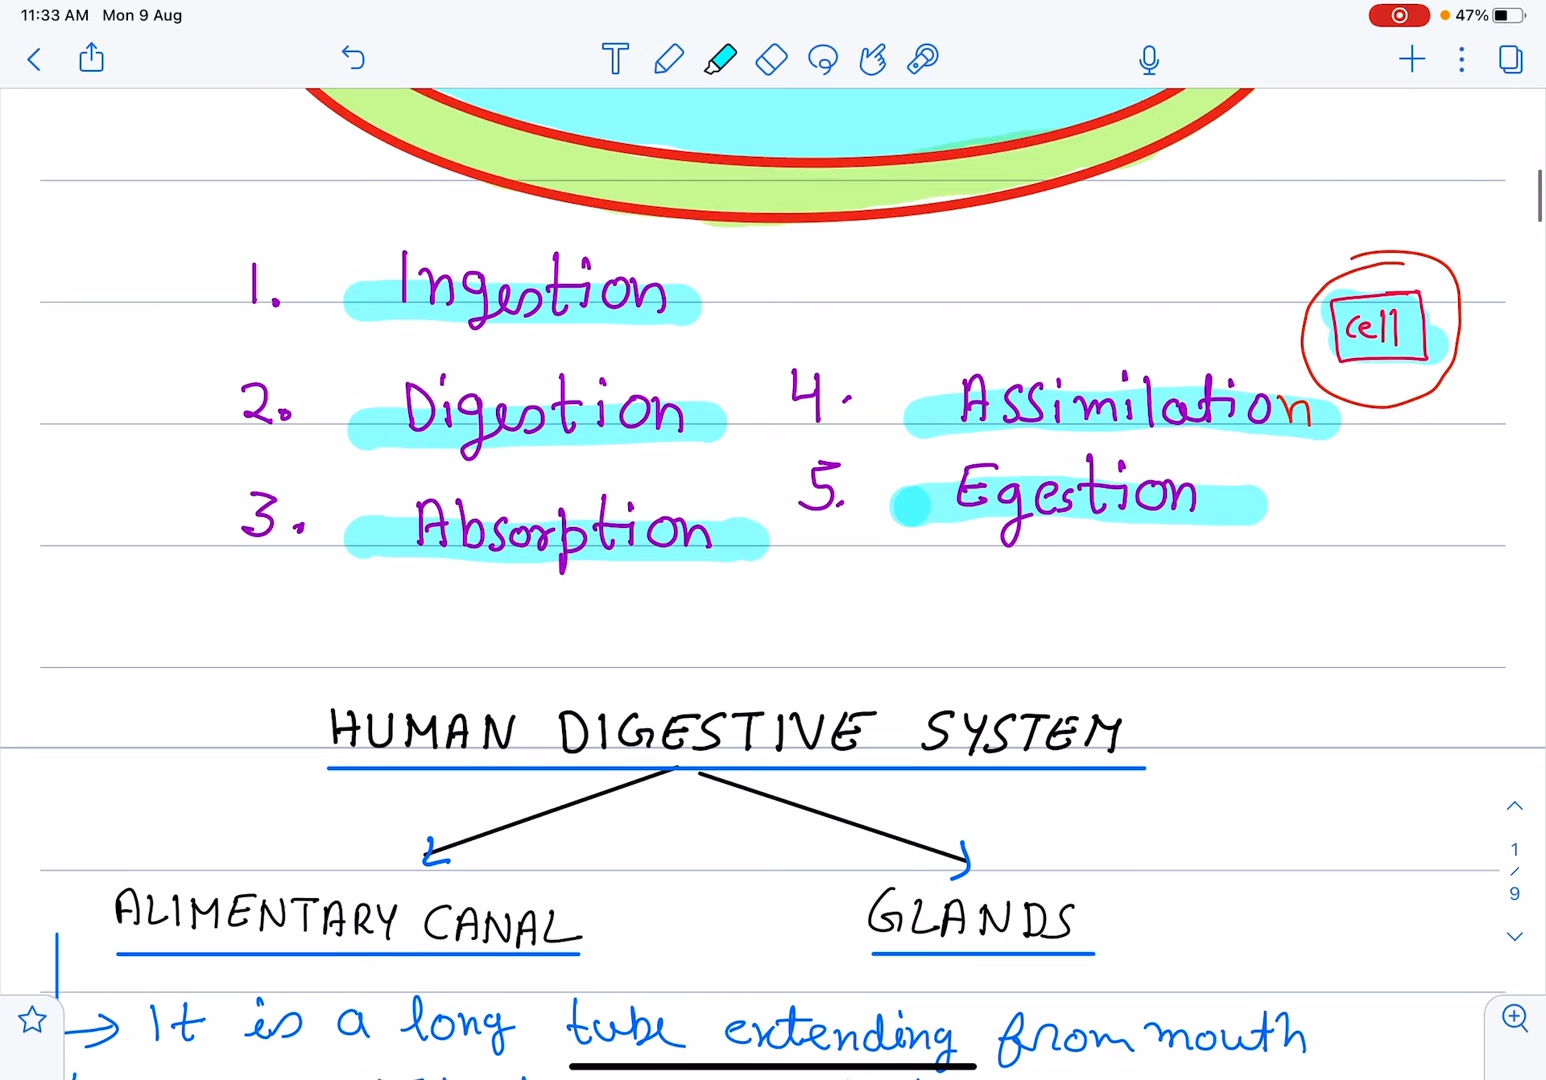 11:33 AM Mon 9 Aug
47%
1. Ingestion
cell
2. Digestion
4. Assimilation
5. Egestion
3. Absorption
HUMAN DIGESTIVE SYSTEM
ALIMENTARY CANAL
GLANDS
1
/
9
→ It is a long tube extending from mouth